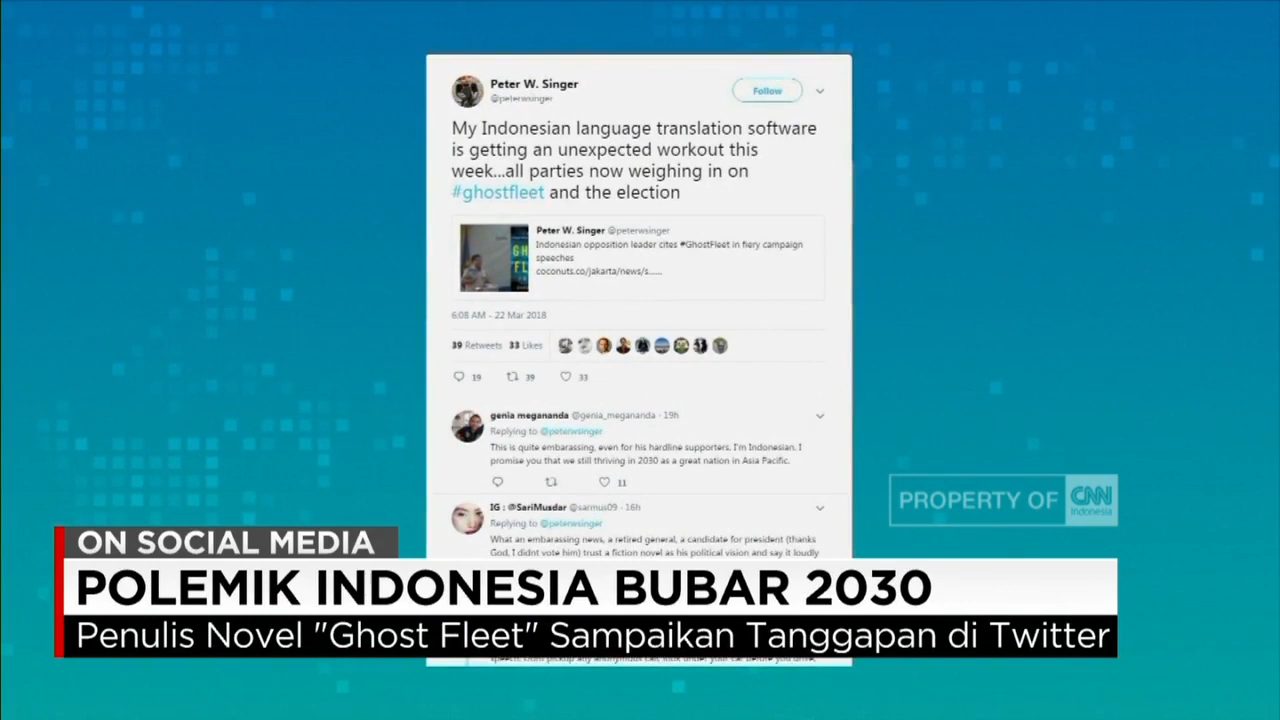 Peter W. Singer
@peterwsinger
Follow
My Indonesian language translation software
is getting an unexpected workout this
week...all parties now weighing in on
#ghostfleet and the election
GH
FL
Peter W. Singer @peterwsinger
Indonesian opposition leader cites #GhostFleet in fiery campaign
speeches
coconuts.co/jakarta/news/s......
6:08 AM - 22 Mar 2018
39 Retweets 33 Likes
19 39 33
genia megananda @genia_megananda · 19h
Replying to @peterwsinger
This is quite embarassing, even for his hardline supporters. I'm Indonesian. I
promise you that we still thriving in 2030 as a great nation in Asia Pacific.
11
IG : @SariMusdar @sarmus09 · 16h
Replying to @peterwsinger
What an embarassing news, a retired general, a candidate for president (thanks
God, I didnt vote him) trust a fiction novel as his political vision and say it loudly
PROPERTY OF CNN Indonesia
ON SOCIAL MEDIA
POLEMIK INDONESIA BUBAR 2030
Penulis Novel "Ghost Fleet" Sampaikan Tanggapan di Twitter